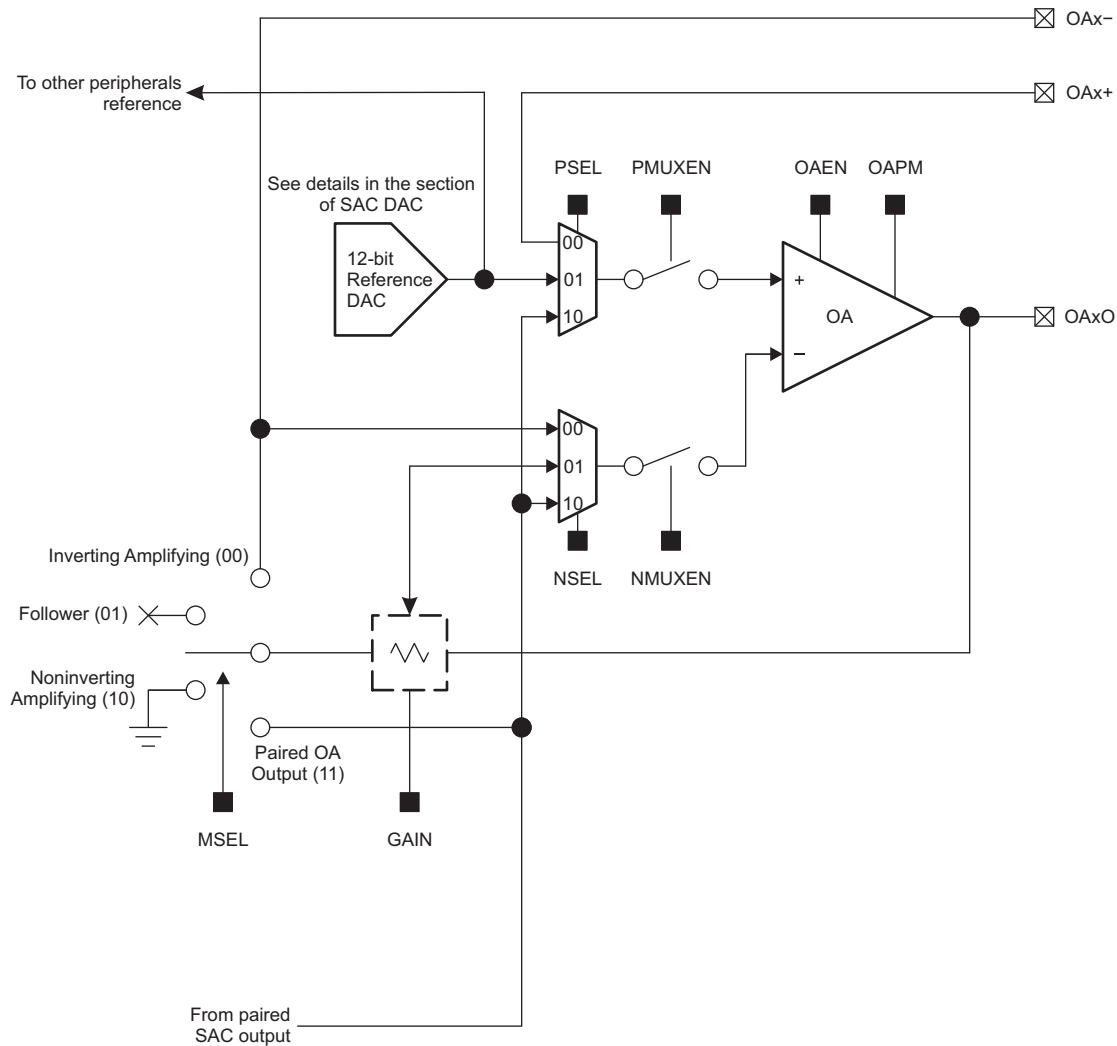 OAx−
To other peripherals
reference
OAx+
PSEL
PMUXEN
OAEN
OAPM
See details in the section
of SAC DAC
12-bit
Reference
DAC
00
01
10
+
−
OA
OAxO
00
01
10
NSEL
NMUXEN
Inverting Amplifying (00)
Follower (01)
Noninverting
Amplifying (10)
Paired OA
Output (11)
MSEL
GAIN
From paired
SAC output